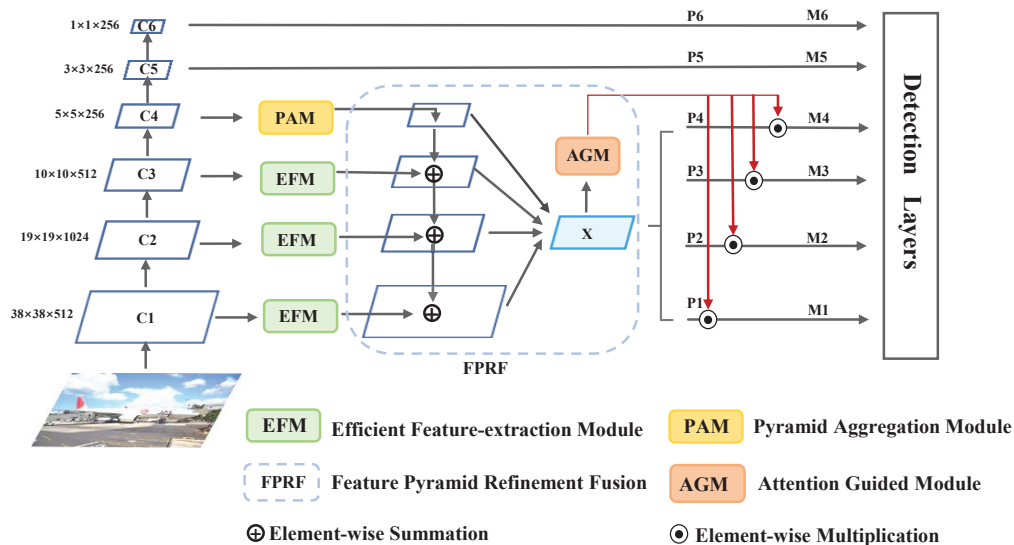 1×1×256 C6 P6 M6
3×3×256 C5 P5 M5
5×5×256 C4 PAM P4 M4
AGM
10×10×512 C3 EFM P3 M3
19×19×1024 C2 EFM X P2 M2
38×38×512 C1 EFM P1 M1
Detection Layers
FPRF
EFM Efficient Feature-extraction Module
PAM Pyramid Aggregation Module
FPRF Feature Pyramid Refinement Fusion
AGM Attention Guided Module
Element-wise Summation
Element-wise Multiplication